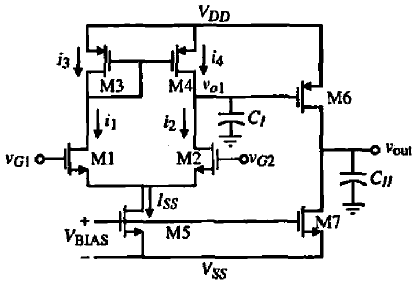 VDD
i3
i4
M3
M4
vo1
M6
CI
i1
i2
vG1
M1
M2
vG2
vout
CII
ISS
+
VBIAS
M5
M7
−
VSS